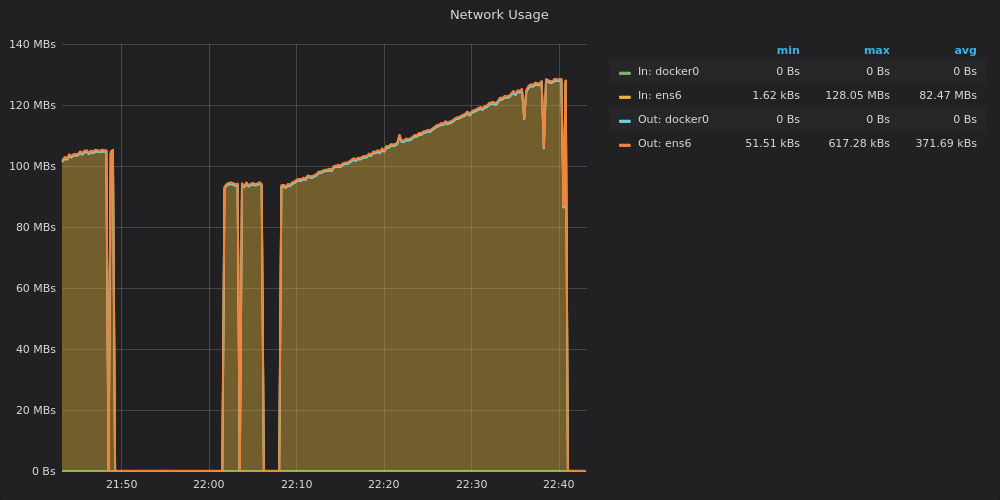 Network Usage
140 MBs
120 MBs
100 MBs
80 MBs
60 MBs
40 MBs
20 MBs
0 Bs
21:50 22:00 22:10 22:20 22:30 22:40
min max avg
In: docker0 0 Bs 0 Bs 0 Bs
In: ens6 1.62 kBs 128.05 MBs 82.47 MBs
Out: docker0 0 Bs 0 Bs 0 Bs
Out: ens6 51.51 kBs 617.28 kBs 371.69 kBs